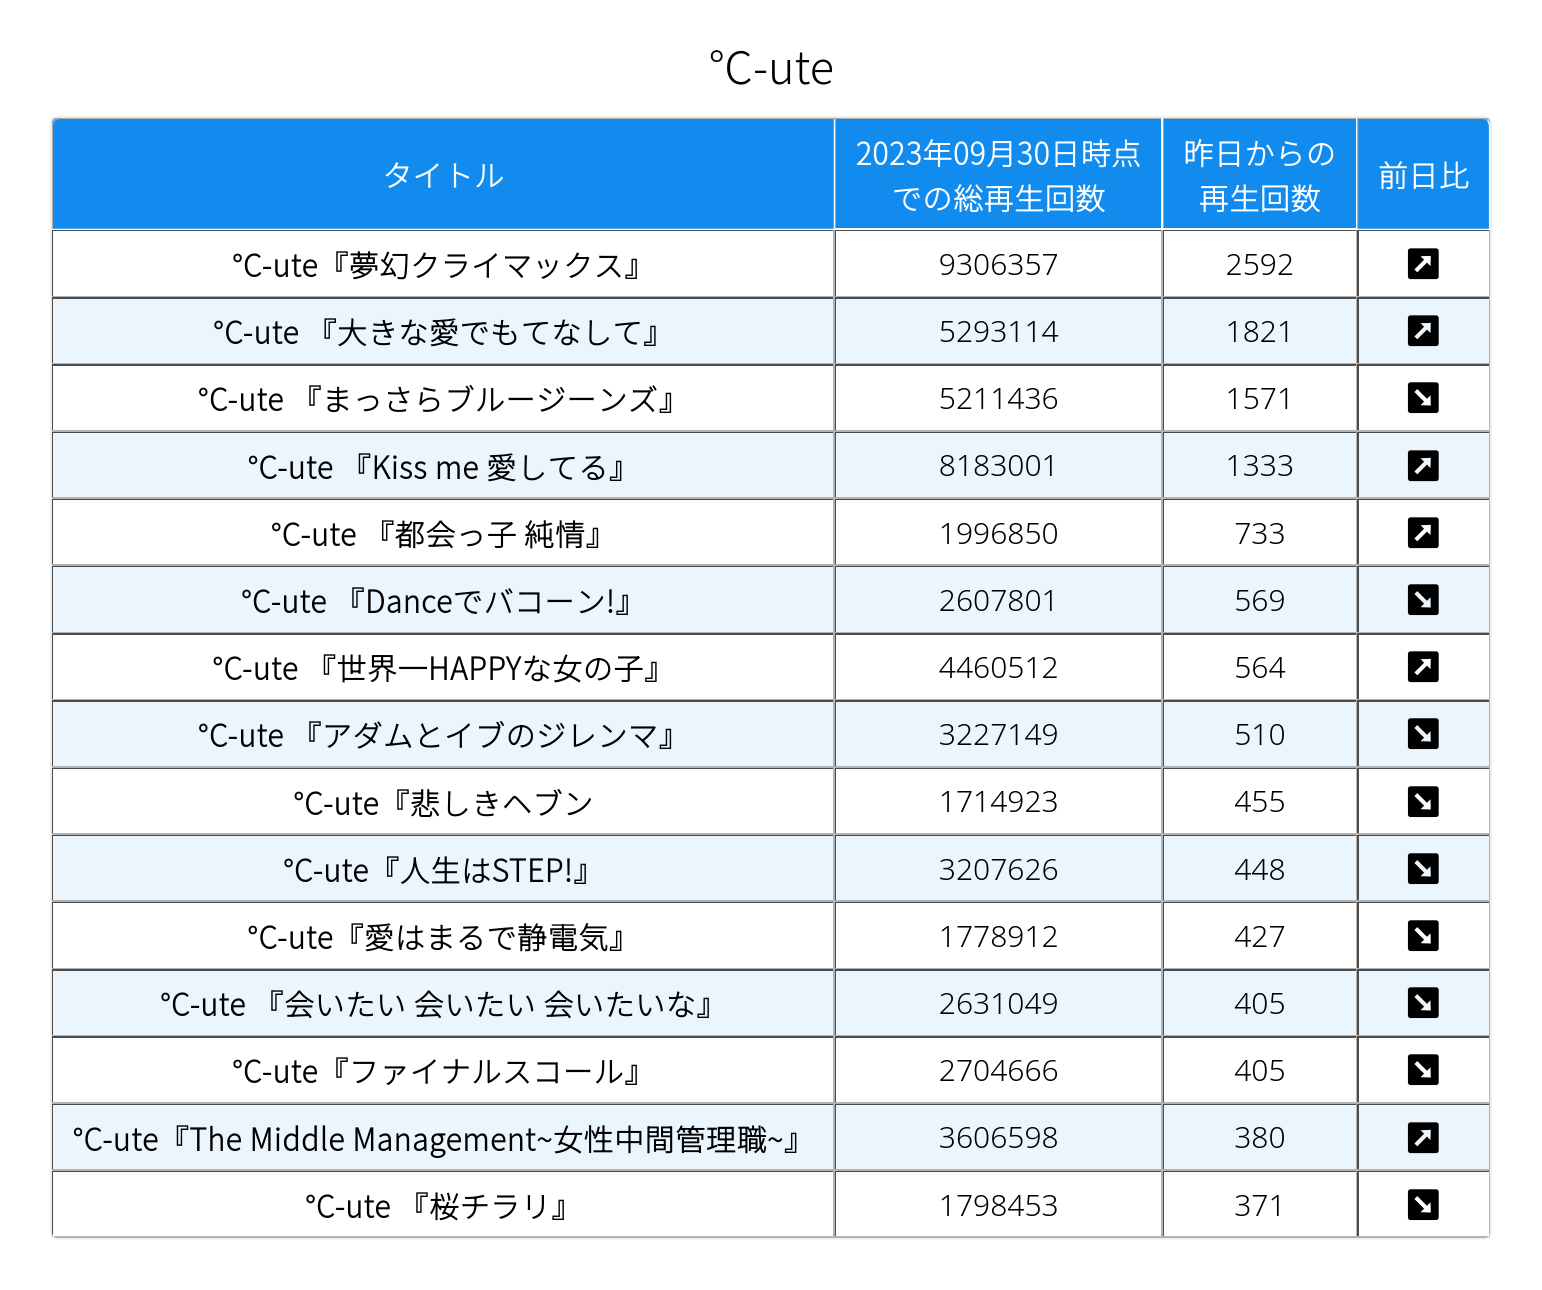 ℃-ute
タイトル
2023年09月30日時点
での総再生回数
昨日からの
再生回数
前日比
℃-ute『夢幻クライマックス』 9306357 2592 ↗
℃-ute 『大きな愛でもてなして』 5293114 1821 ↗
℃-ute 『まっさらブルージーンズ』 5211436 1571 ↘
℃-ute 『Kiss me 愛してる』 8183001 1333 ↗
℃-ute 『都会っ子 純情』 1996850 733 ↗
℃-ute 『Danceでバコーン!』 2607801 569 ↘
℃-ute 『世界一HAPPYな女の子』 4460512 564 ↗
℃-ute 『アダムとイブのジレンマ』 3227149 510 ↘
℃-ute『悲しきヘブン 1714923 455 ↘
℃-ute『人生はSTEP!』 3207626 448 ↘
℃-ute『愛はまるで静電気』 1778912 427 ↘
℃-ute 『会いたい 会いたい 会いたいな』 2631049 405 ↘
℃-ute『ファイナルスコール』 2704666 405 ↘
℃-ute『The Middle Management~女性中間管理職~』 3606598 380 ↗
℃-ute 『桜チラリ』 1798453 371 ↘